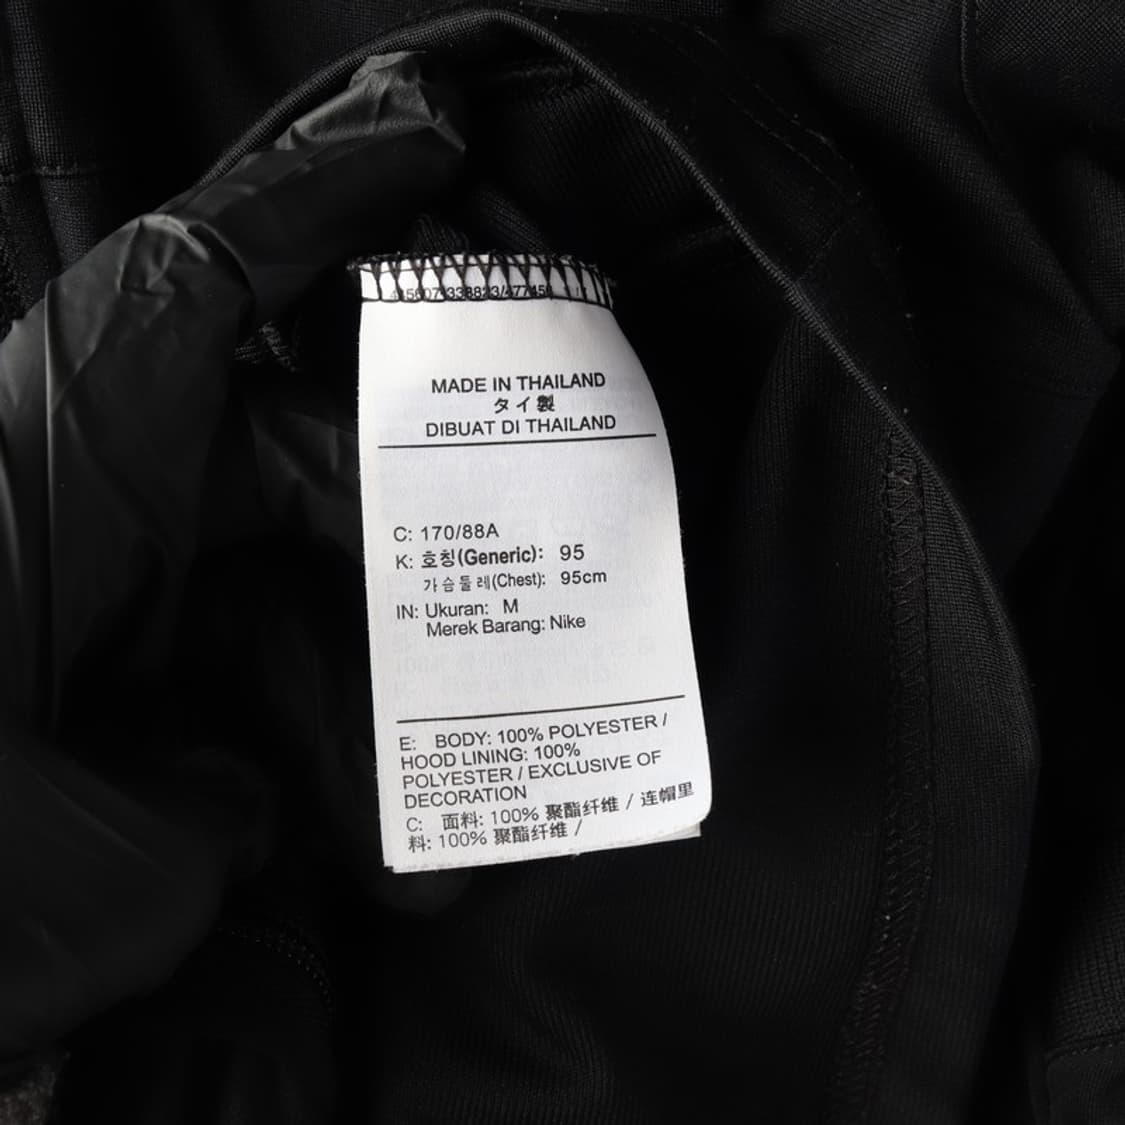 MADE IN THAILAND
タイ製
DIBUAT DI THAILAND
C: 170/88A
K: 호칭(Generic): 95
가슴둘레(Chest): 95cm
IN: Ukuran: M
Merek Barang: Nike
E: BODY: 100% POLYESTER /
HOOD LINING: 100%
POLYESTER / EXCLUSIVE OF
DECORATION
C: 面料: 100% 聚酯纤维 / 连帽里
料: 100% 聚酯纤维 /